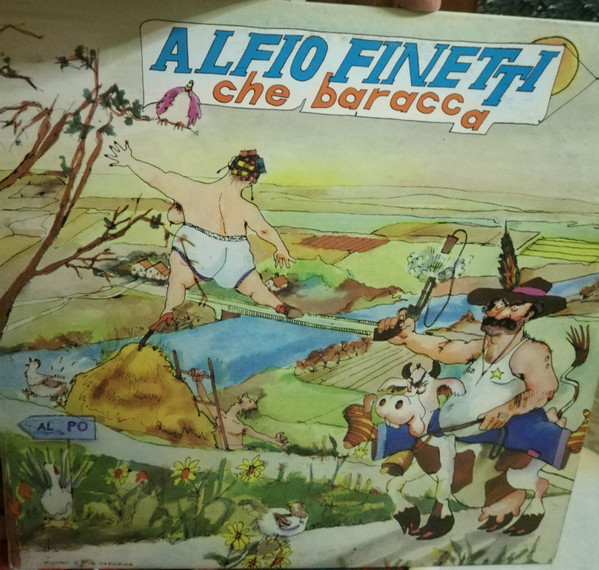 ALFIO FINETTI
che baracca
AL PO